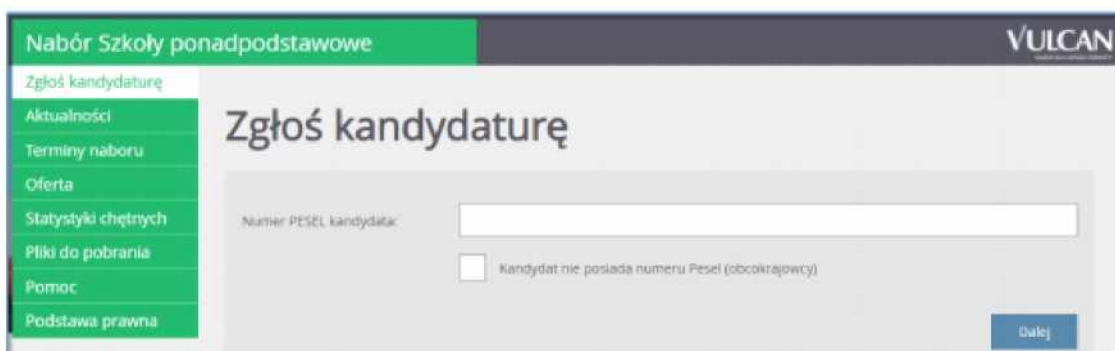 Nabór Szkoły ponadpodstawowe
VULCAN
Zgłoś kandydaturę
Aktualności
Terminy naboru
Oferta
Statystyki chętnych
Pliki do pobrania
Pomoc
Podstawa prawna
Zgłoś kandydaturę
Numer PESEL kandydata:
Kandydat nie posiada numeru Pesel (obcokrajowcy)
Dalej